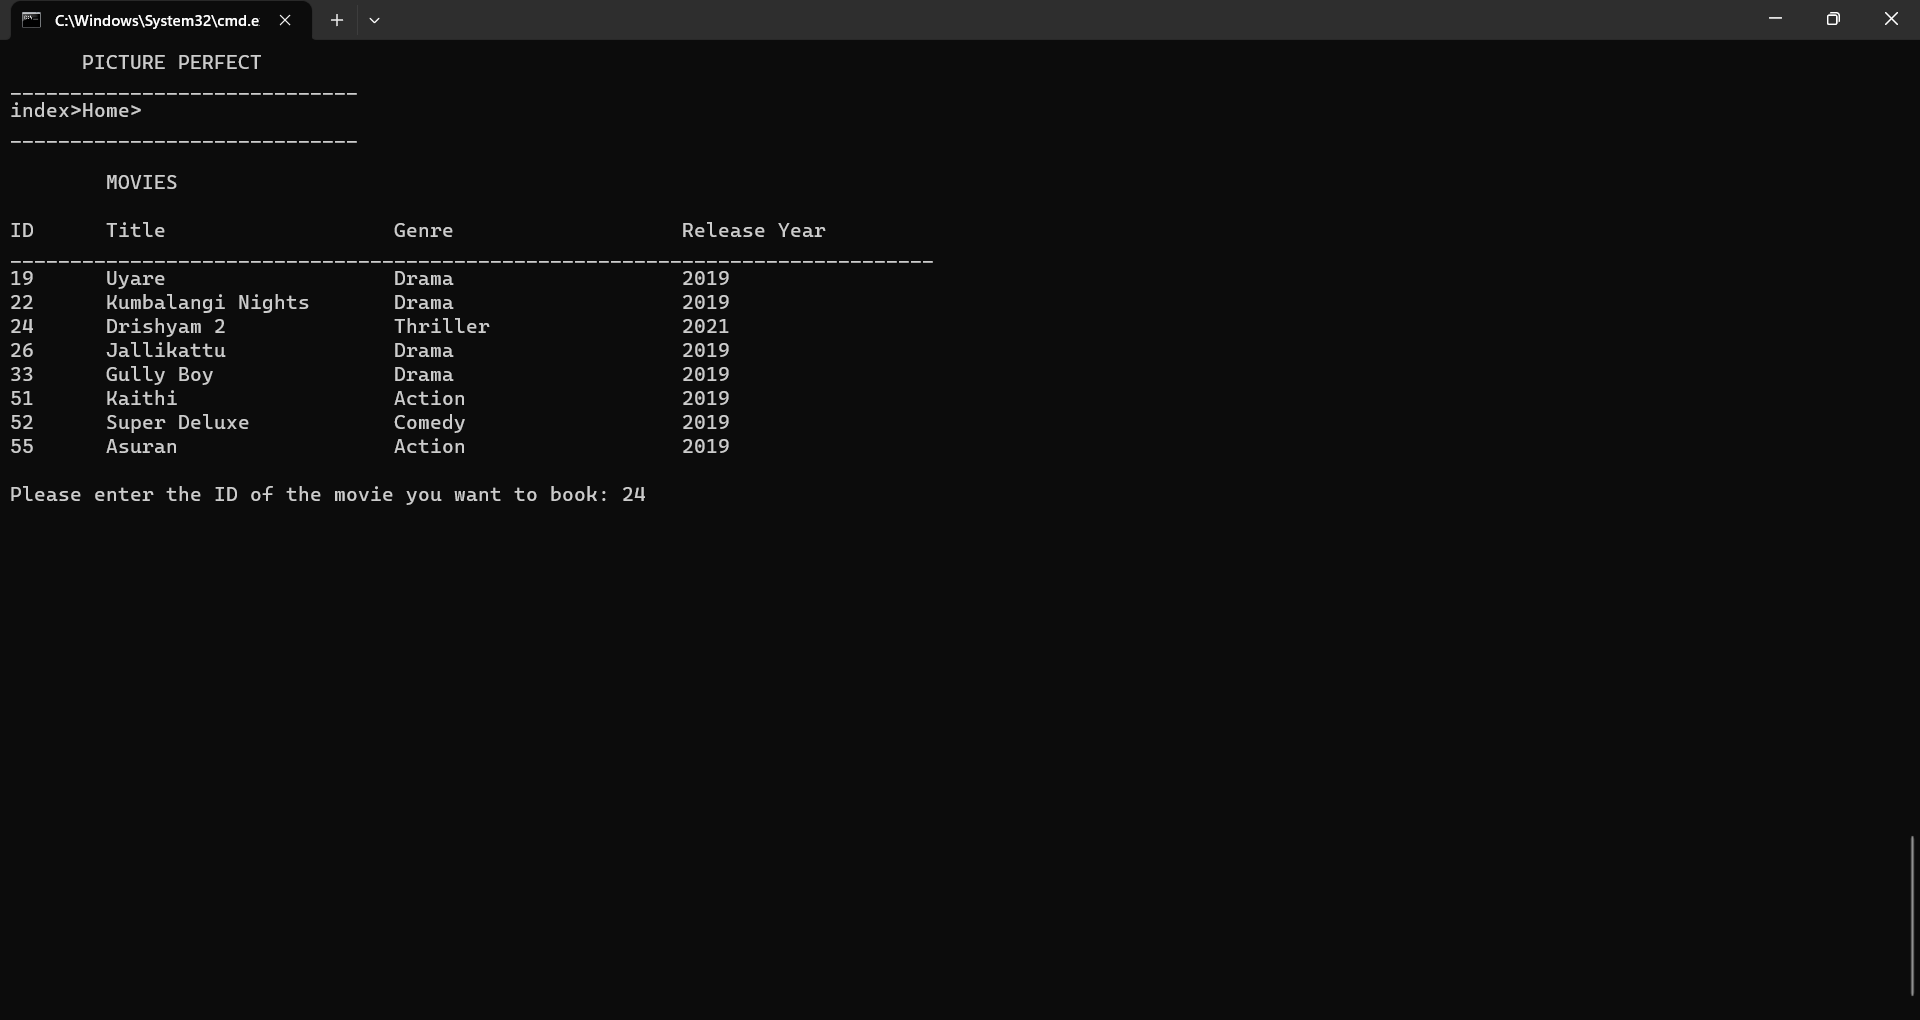 C:\Windows\System32\cmd.e
PICTURE PERFECT
_____________________________
index>Home>
_____________________________
MOVIES
ID Title Genre Release Year
_____________________________________________________________________________
19 Uyare Drama 2019
22 Kumbalangi Nights Drama 2019
24 Drishyam 2 Thriller 2021
26 Jallikattu Drama 2019
33 Gully Boy Drama 2019
51 Kaithi Action 2019
52 Super Deluxe Comedy 2019
55 Asuran Action 2019
Please enter the ID of the movie you want to book: 24